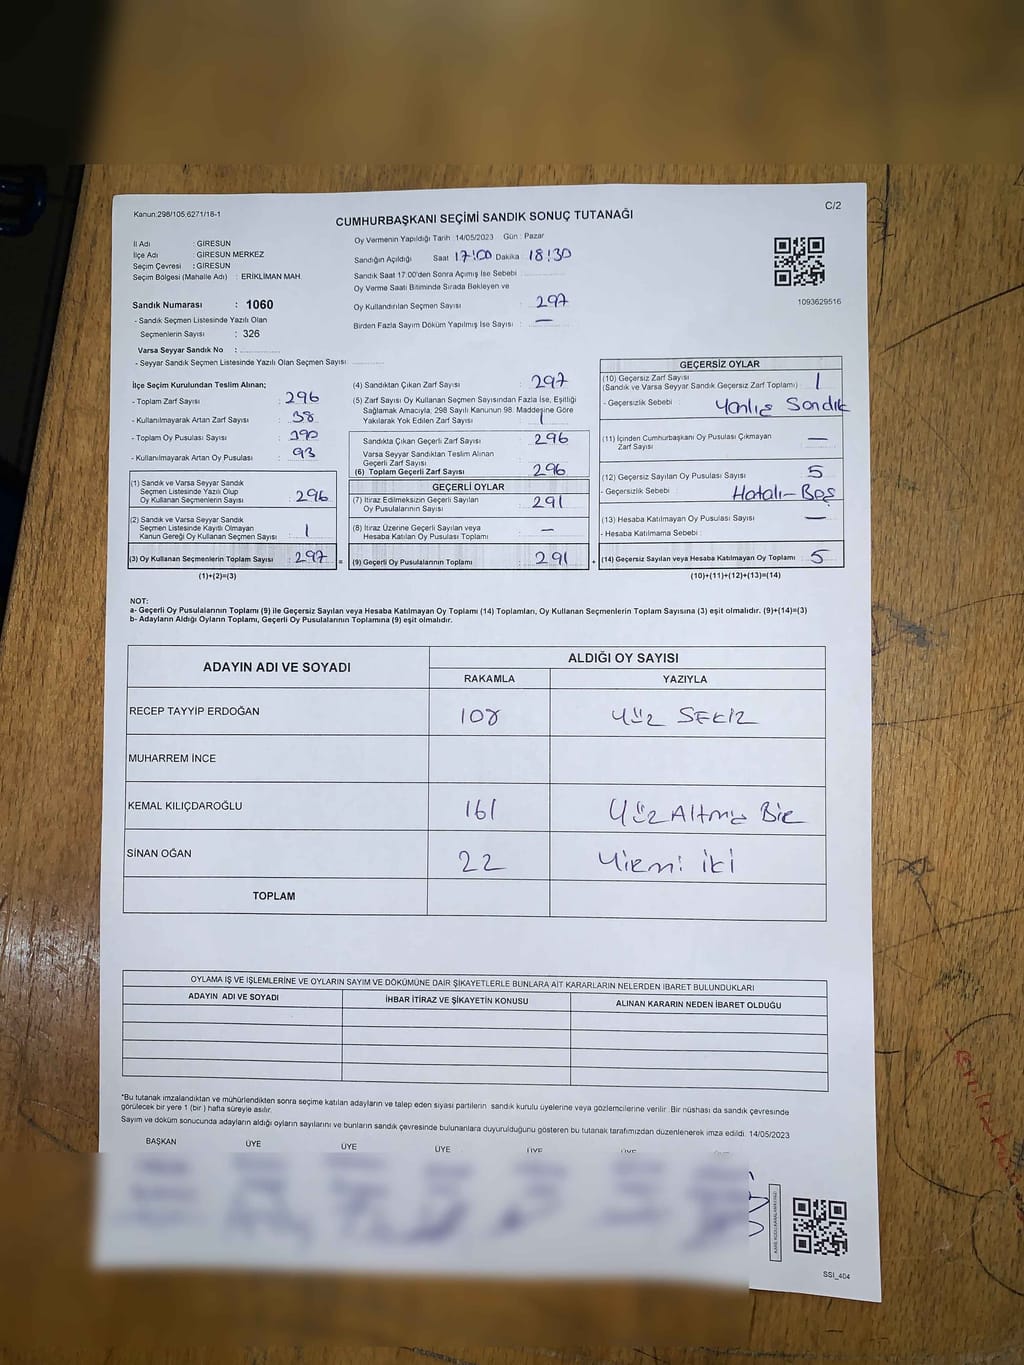 Kanun:298/105;6271/18-1
C/2
CUMHURBAŞKANI SEÇİMİ SANDIK SONUÇ TUTANAĞI
İl Adı : GİRESUN
İlçe Adı : GİRESUN MERKEZ
Seçim Çevresi : GİRESUN
Seçim Bölgesi (Mahalle Adı) : ERİKLİMAN MAH.
Sandık Numarası : 1060
- Sandık Seçmen Listesinde Yazılı Olan
Seçmenlerin Sayısı : 326
Varsa Seyyar Sandık No :
- Seyyar Sandık Seçmen Listesinde Yazılı Olan Seçmen Sayısı
Oy Vermenin Yapıldığı Tarih : 14/05/2023 Gün : Pazar
Sandığın Açıldığı Saat 17:00 Dakika 18:30
Sandık Saat 17:00'den Sonra Açılmış İse Sebebi :
Oy Verme Saati Bitiminde Sırada Bekleyen ve
Oy Kullandırılan Seçmen Sayısı : 297
Birden Fazla Sayım Döküm Yapılmış İse Sayısı : —
1093629516
İlçe Seçim Kurulundan Teslim Alınan;
- Toplam Zarf Sayısı : 296
- Kullanılmayarak Artan Zarf Sayısı : 38
- Toplam Oy Pusulası Sayısı :
- Kullanılmayarak Artan Oy Pusulası : 93
(1) Sandık ve Varsa Seyyar Sandık
Seçmen Listesinde Yazılı Olup
Oy Kullanan Seçmenlerin Sayısı : 296
(2) Sandık ve Varsa Seyyar Sandık
Seçmen Listesinde Kayıtlı Olmayan
Kanun Gereği Oy Kullanan Seçmen Sayısı : 1
(3) Oy Kullanan Seçmenlerin Toplam Sayısı : 297
(1)+(2)=(3)
(4) Sandıktan Çıkan Zarf Sayısı : 297
(5) Zarf Sayısı Oy Kullanan Seçmen Sayısından Fazla İse, Eşitliği
Sağlamak Amacıyla, 298 Sayılı Kanunun 98. Maddesine Göre
Yakılarak Yok Edilen Zarf Sayısı : 1
Sandıkta Çıkan Geçerli Zarf Sayısı : 296
Varsa Seyyar Sandıktan Teslim Alınan
Geçerli Zarf Sayısı
(6) Toplam Geçerli Zarf Sayısı : 296
GEÇERLİ OYLAR
(7) İtiraz Edilmeksizin Geçerli Sayılan
Oy Pusulalarının Sayısı : 291
(8) İtiraz Üzerine Geçerli Sayılan veya
Hesaba Katılan Oy Pusulası Toplamı : —
= (9) Geçerli Oy Pusulalarının Toplamı : 291 +
GEÇERSİZ OYLAR
(10) Geçersiz Zarf Sayısı
(Sandık ve Varsa Seyyar Sandık Geçersiz Zarf Toplamı) : 1
- Geçersizlik Sebebi : Yanlış Sandık
(11) İçinden Cumhurbaşkanı Oy Pusulası Çıkmayan
Zarf Sayısı : —
(12) Geçersiz Sayılan Oy Pusulası Sayısı : 5
- Geçersizlik Sebebi : Hatalı-Boş
(13) Hesaba Katılmayan Oy Pusulası Sayısı : —
- Hesaba Katılmama Sebebi :
(14) Geçersiz Sayılan veya Hesaba Katılmayan Oy Toplamı : 5
(10)+(11)+(12)+(13)=(14)
NOT:
a- Geçerli Oy Pusulalarının Toplamı (9) ile Geçersiz Sayılan veya Hesaba Katılmayan Oy Toplamı (14) Toplamları, Oy Kullanan Seçmenlerin Toplam Sayısına (3) eşit olmalıdır. (9)+(14)=(3)
b- Adayların Aldığı Oyların Toplamı, Geçerli Oy Pusulalarının Toplamına (9) eşit olmalıdır.
ADAYIN ADI VE SOYADI ALDIĞI OY SAYISI
RAKAMLA YAZIYLA
RECEP TAYYİP ERDOĞAN 108 YÜZ SEKİZ
MUHARREM İNCE
KEMAL KILIÇDAROĞLU 161 YÜZ Altmış Bir
SİNAN OĞAN 22 Yirmi iki
TOPLAM
OYLAMA İŞ VE İŞLEMLERİNE VE OYLARIN SAYIM VE DÖKÜMÜNE DAİR ŞİKAYETLERLE BUNLARA AİT KARARLARIN NELERDEN İBARET BULUNDUKLARI
ADAYIN ADI VE SOYADI İHBAR İTİRAZ VE ŞİKAYETİN KONUSU ALINAN KARARIN NEDEN İBARET OLDUĞU
*Bu tutanak imzalandıktan ve mühürlendikten sonra seçime katılan adayların ve talep eden siyasi partilerin sandık kurulu üyelerine veya gözlemcilerine verilir. Bir nüshası da sandık çevresinde
görülecek bir yere 1 (bir ) hafta süreyle asılır.
Sayım ve döküm sonucunda adayların aldığı oyların sayılarını ve bunların sandık çevresinde bulunanlara duyurulduğunu gösteren bu tutanak tarafımızdan düzenlenerek imza edildi. 14/05/2023
BAŞKAN ÜYE ÜYE ÜYE ÜYE ÜYE
SSI_404